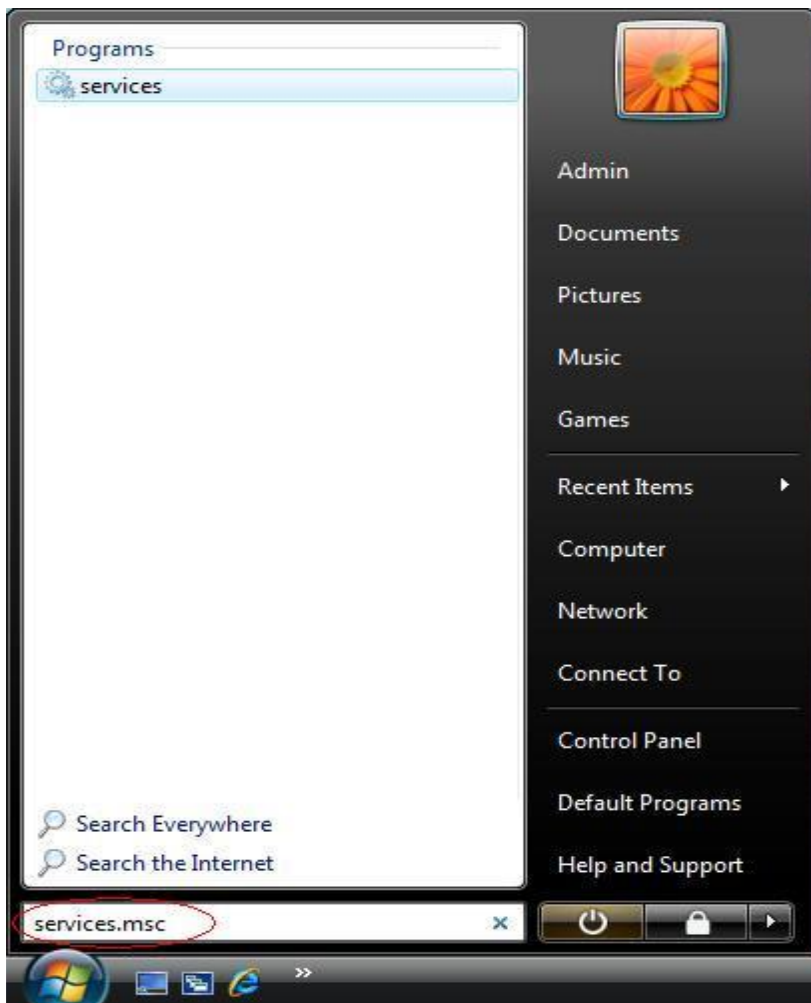 Programs
services
Search Everywhere
Search the Internet
services.msc
Admin
Documents
Pictures
Music
Games
Recent Items
Computer
Network
Connect To
Control Panel
Default Programs
Help and Support